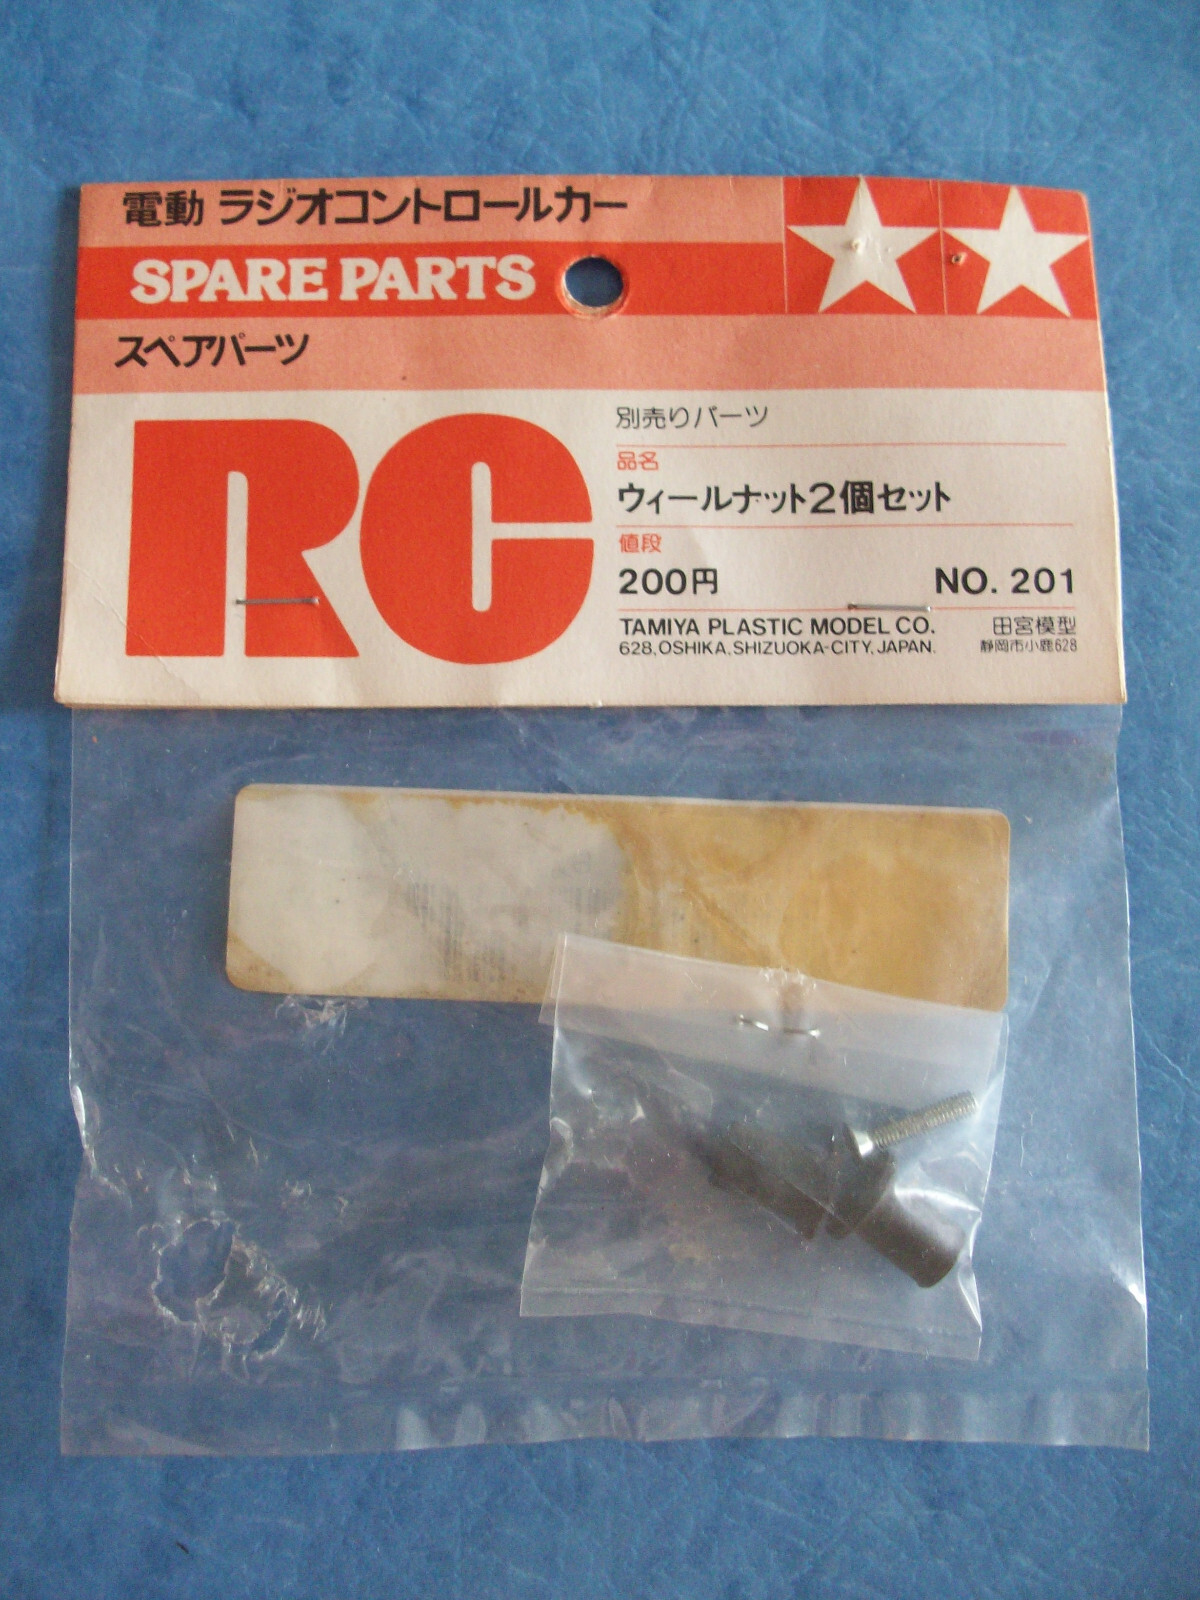 電動 ラジオコントロールカー
SPARE PARTS
スペアパーツ
RC
別売りパーツ
品名
ウィールナット2個セット
値段
200円 NO. 201
TAMIYA PLASTIC MODEL CO. 田宮模型
628, OSHIKA, SHIZUOKA-CITY, JAPAN. 静岡市小鹿628